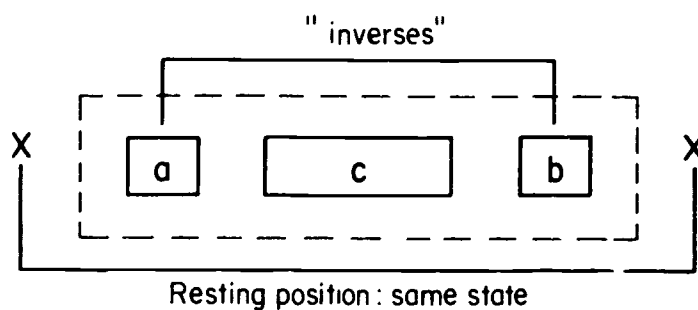 " inverses"
X a c b X
Resting position : same state